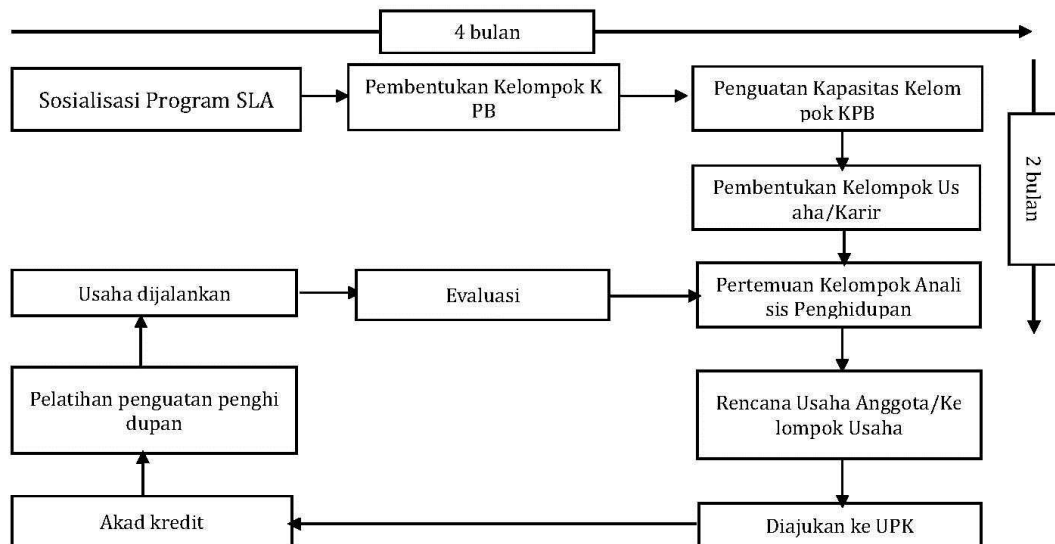 4 bulan
Sosialisasi Program SLA
Pembentukan Kelompok K
PB
Penguatan Kapasitas Kelom
pok KPB
2 bulan
Pembentukan Kelompok Us
aha/Karir
Usaha dijalankan
Evaluasi
Pertemuan Kelompok Anali
sis Penghidupan
Pelatihan penguatan penghi
dupan
Rencana Usaha Anggota/Ke
lompok Usaha
Akad kredit
Diajukan ke UPK